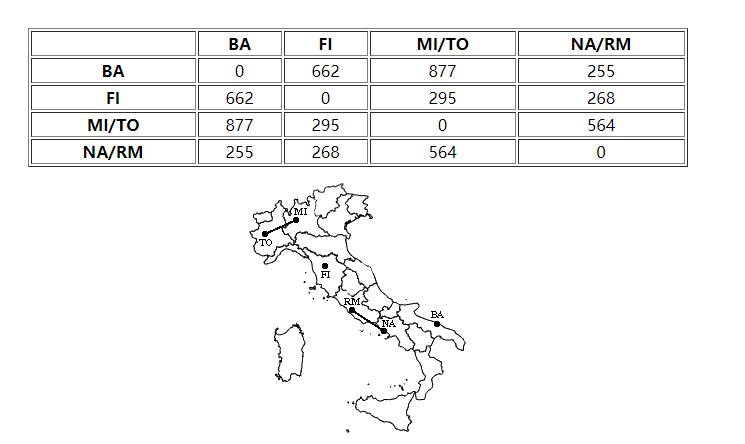 BA FI MI/TO NA/RM
BA 0 662 877 255
FI 662 0 295 268
MI/TO 877 295 0 564
NA/RM 255 268 564 0
MI
TO
FI
RM
NA
BA